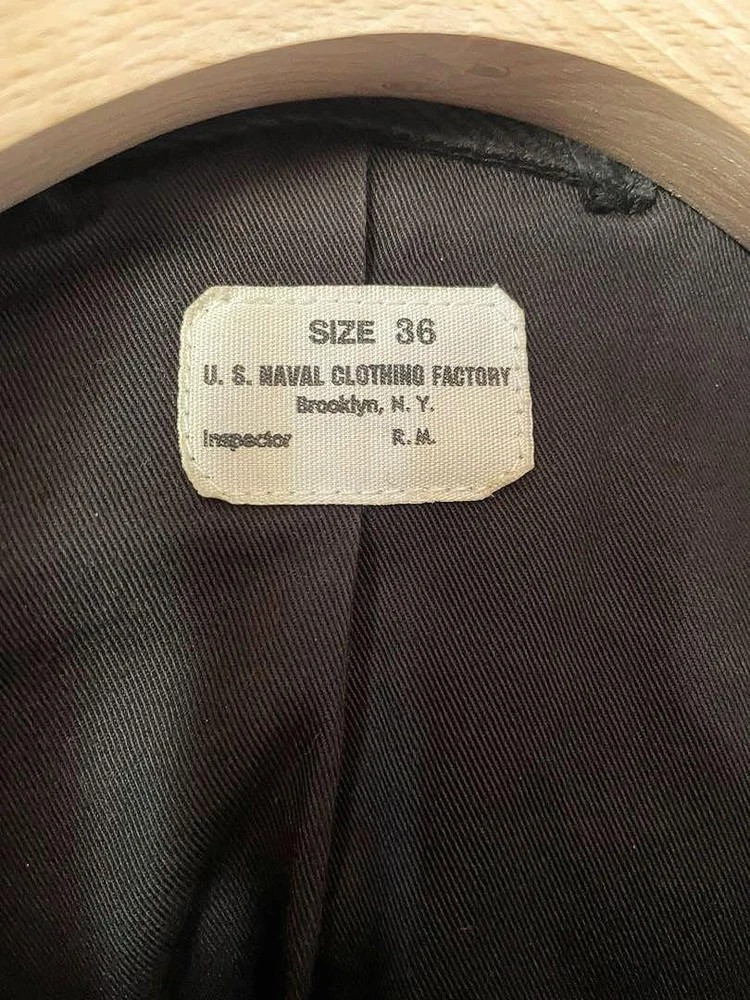 SIZE 36
U. S. NAVAL CLOTHING FACTORY
Brooklyn, N. Y.
Inspector R. M.